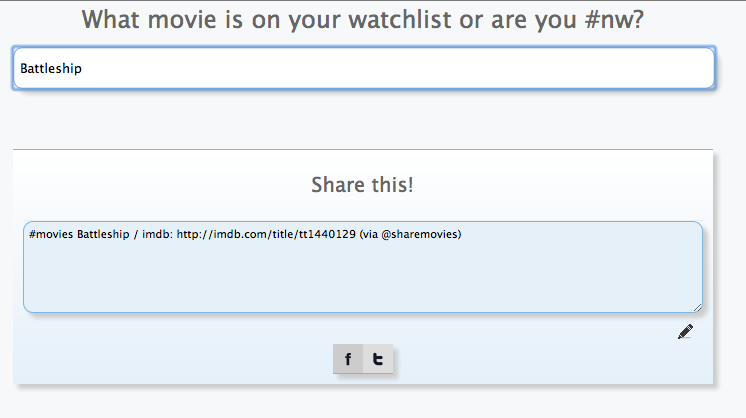 What movie is on your watchlist or are you #nw?
Battleship
Share this!
#movies Battleship / imdb: http://imdb.com/title/tt1440129 (via @sharemovies)
f t